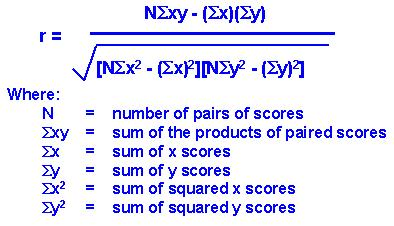 NΣxy - (Σx)(Σy)
r =
√[NΣx² - (Σx)²][NΣy² - (Σy)²]
Where:
N = number of pairs of scores
Σxy = sum of the products of paired scores
Σx = sum of x scores
Σy = sum of y scores
Σx² = sum of squared x scores
Σy² = sum of squared y scores